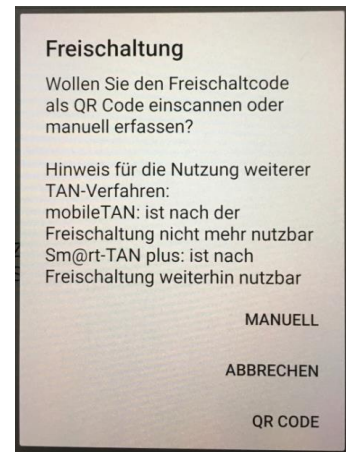 Freischaltung
Wollen Sie den Freischaltcode
als QR Code einscannen oder
manuell erfassen?
Hinweis für die Nutzung weiterer
TAN-Verfahren:
mobileTAN: ist nach der
Freischaltung nicht mehr nutzbar
Sm@rt-TAN plus: ist nach
Freischaltung weiterhin nutzbar
MANUELL
ABBRECHEN
QR CODE